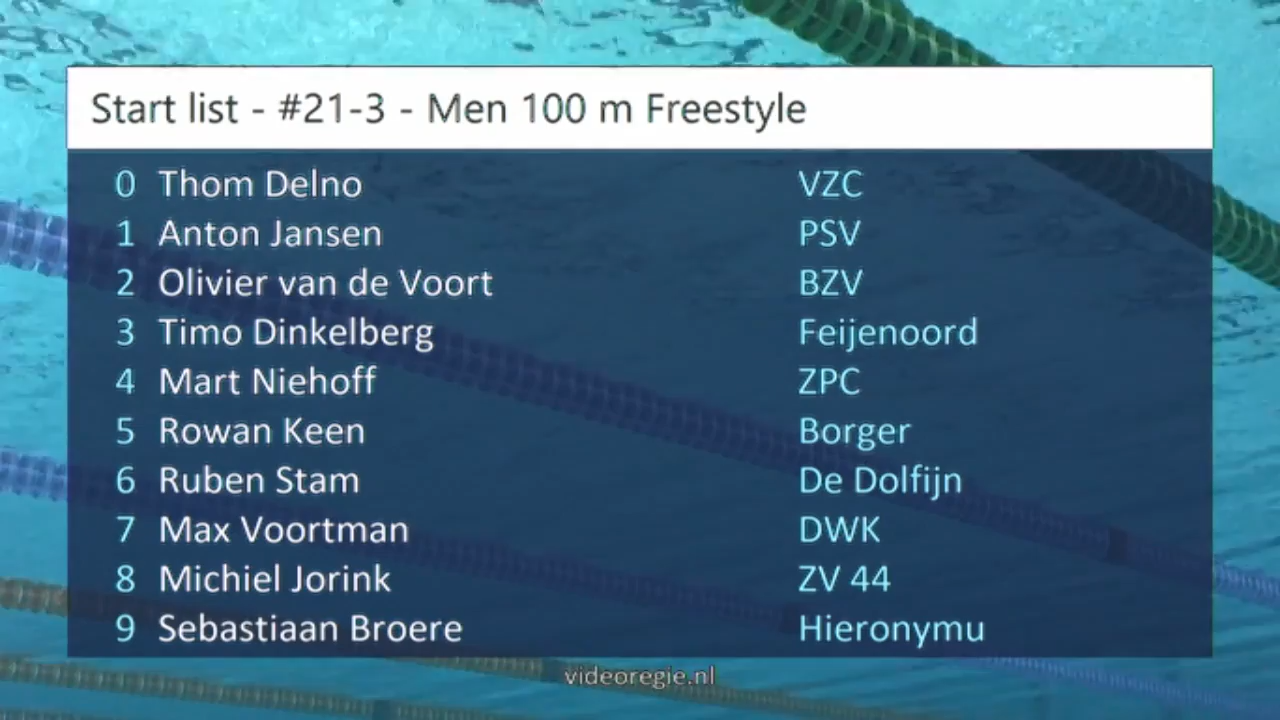 Start list - #21-3 - Men 100 m Freestyle
0 Thom Delno VZC
1 Anton Jansen PSV
2 Olivier van de Voort BZV
3 Timo Dinkelberg Feijenoord
4 Mart Niehoff ZPC
5 Rowan Keen Borger
6 Ruben Stam De Dolfijn
7 Max Voortman DWK
8 Michiel Jorink ZV 44
9 Sebastiaan Broere Hieronymu
videoregie.nl